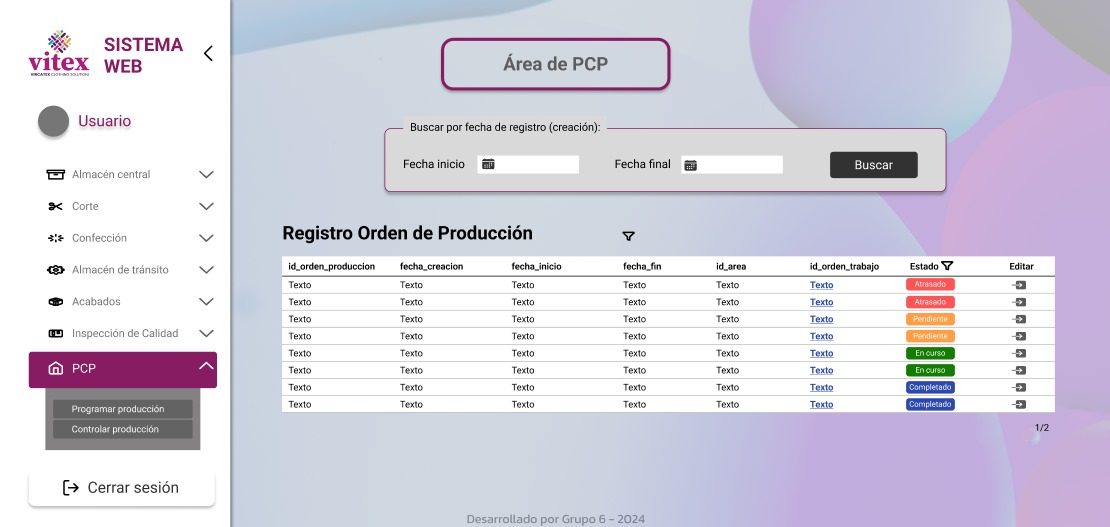 vitex
VIRCATEX CLOTHING SOLUTIONS
SISTEMA
WEB
Usuario
Almacén central
Corte
Confección
Almacén de tránsito
Acabados
Inspección de Calidad
PCP
Programar producción
Controlar producción
Cerrar sesión
Área de PCP
Buscar por fecha de registro (creación):
Fecha inicio Fecha final Buscar
Registro Orden de Producción
id_orden_produccion fecha_creacion fecha_inicio fecha_fin id_area id_orden_trabajo Estado Editar
Texto Texto Texto Texto Texto Texto Atrasado
Texto Texto Texto Texto Texto Texto Atrasado
Texto Texto Texto Texto Texto Texto Pendiente
Texto Texto Texto Texto Texto Texto Pendiente
Texto Texto Texto Texto Texto Texto En curso
Texto Texto Texto Texto Texto Texto En curso
Texto Texto Texto Texto Texto Texto Completado
Texto Texto Texto Texto Texto Texto Completado
1/2
Desarrollado por Grupo 6 - 2024